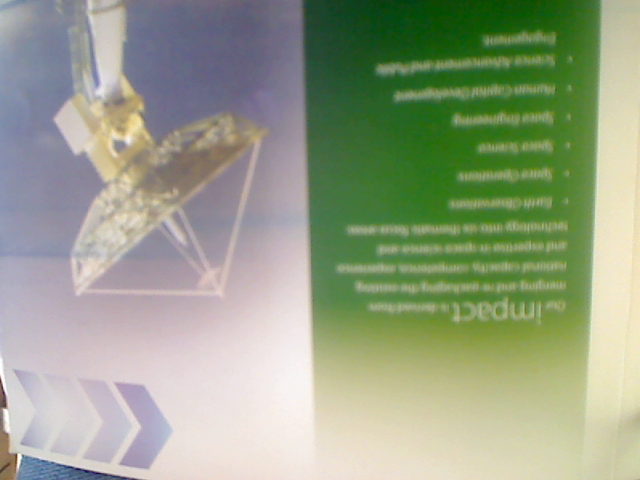 Our impact is derived from
merging and re-packaging the existing
national capacity, competence, experience
and expertise in space science and
technology into six thematic focus areas:
• Earth Observations
• Space Operations
• Space Science
• Space Engineering
• Human Capital Development
• Science Advancement and Public
Engagement.